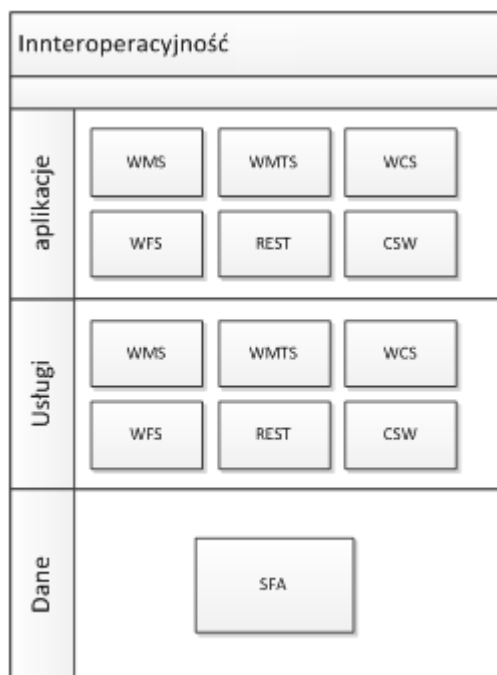 Innteroperacyjność
aplikacje
WMS WMTS WCS
WFS REST CSW
Usługi
WMS WMTS WCS
WFS REST CSW
Dane
SFA